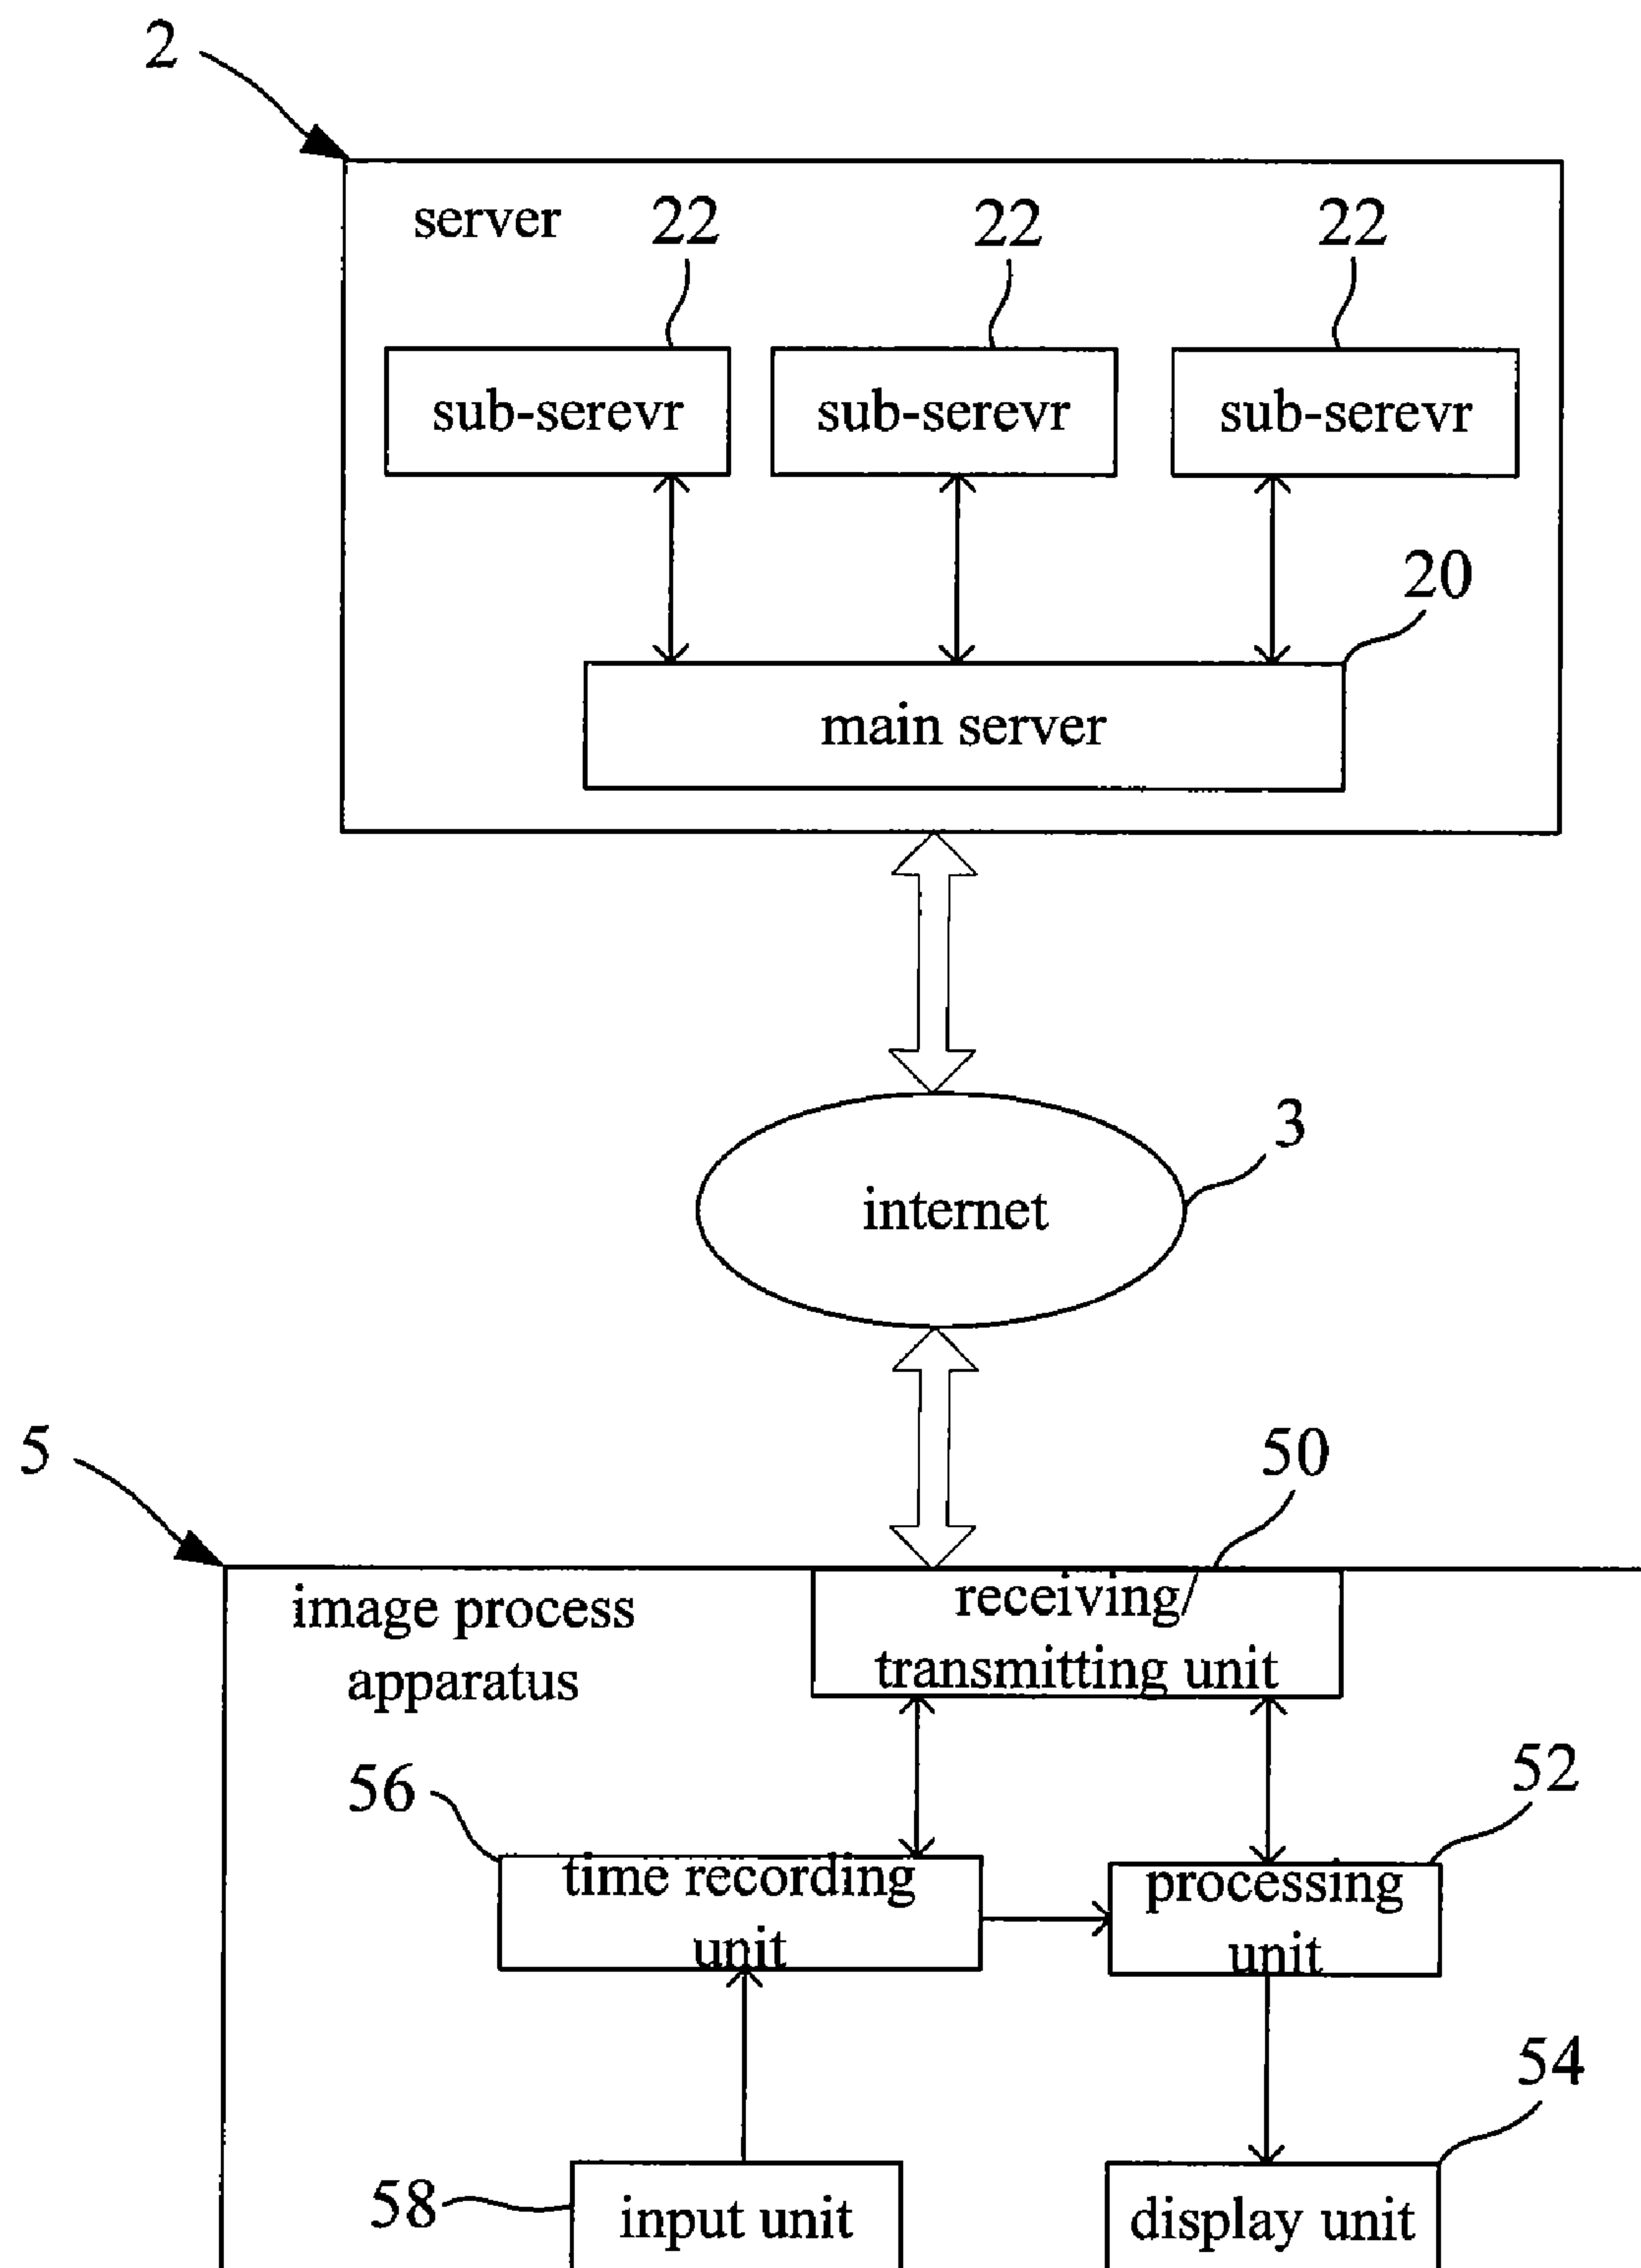 2
server
22
22
22
sub-serevr
sub-serevr
sub-serevr
20
main server
3
internet
5
50
image process
apparatus
receiving/
transmitting unit
56
52
time recording
unit
processing
unit
54
58
input unit
display unit